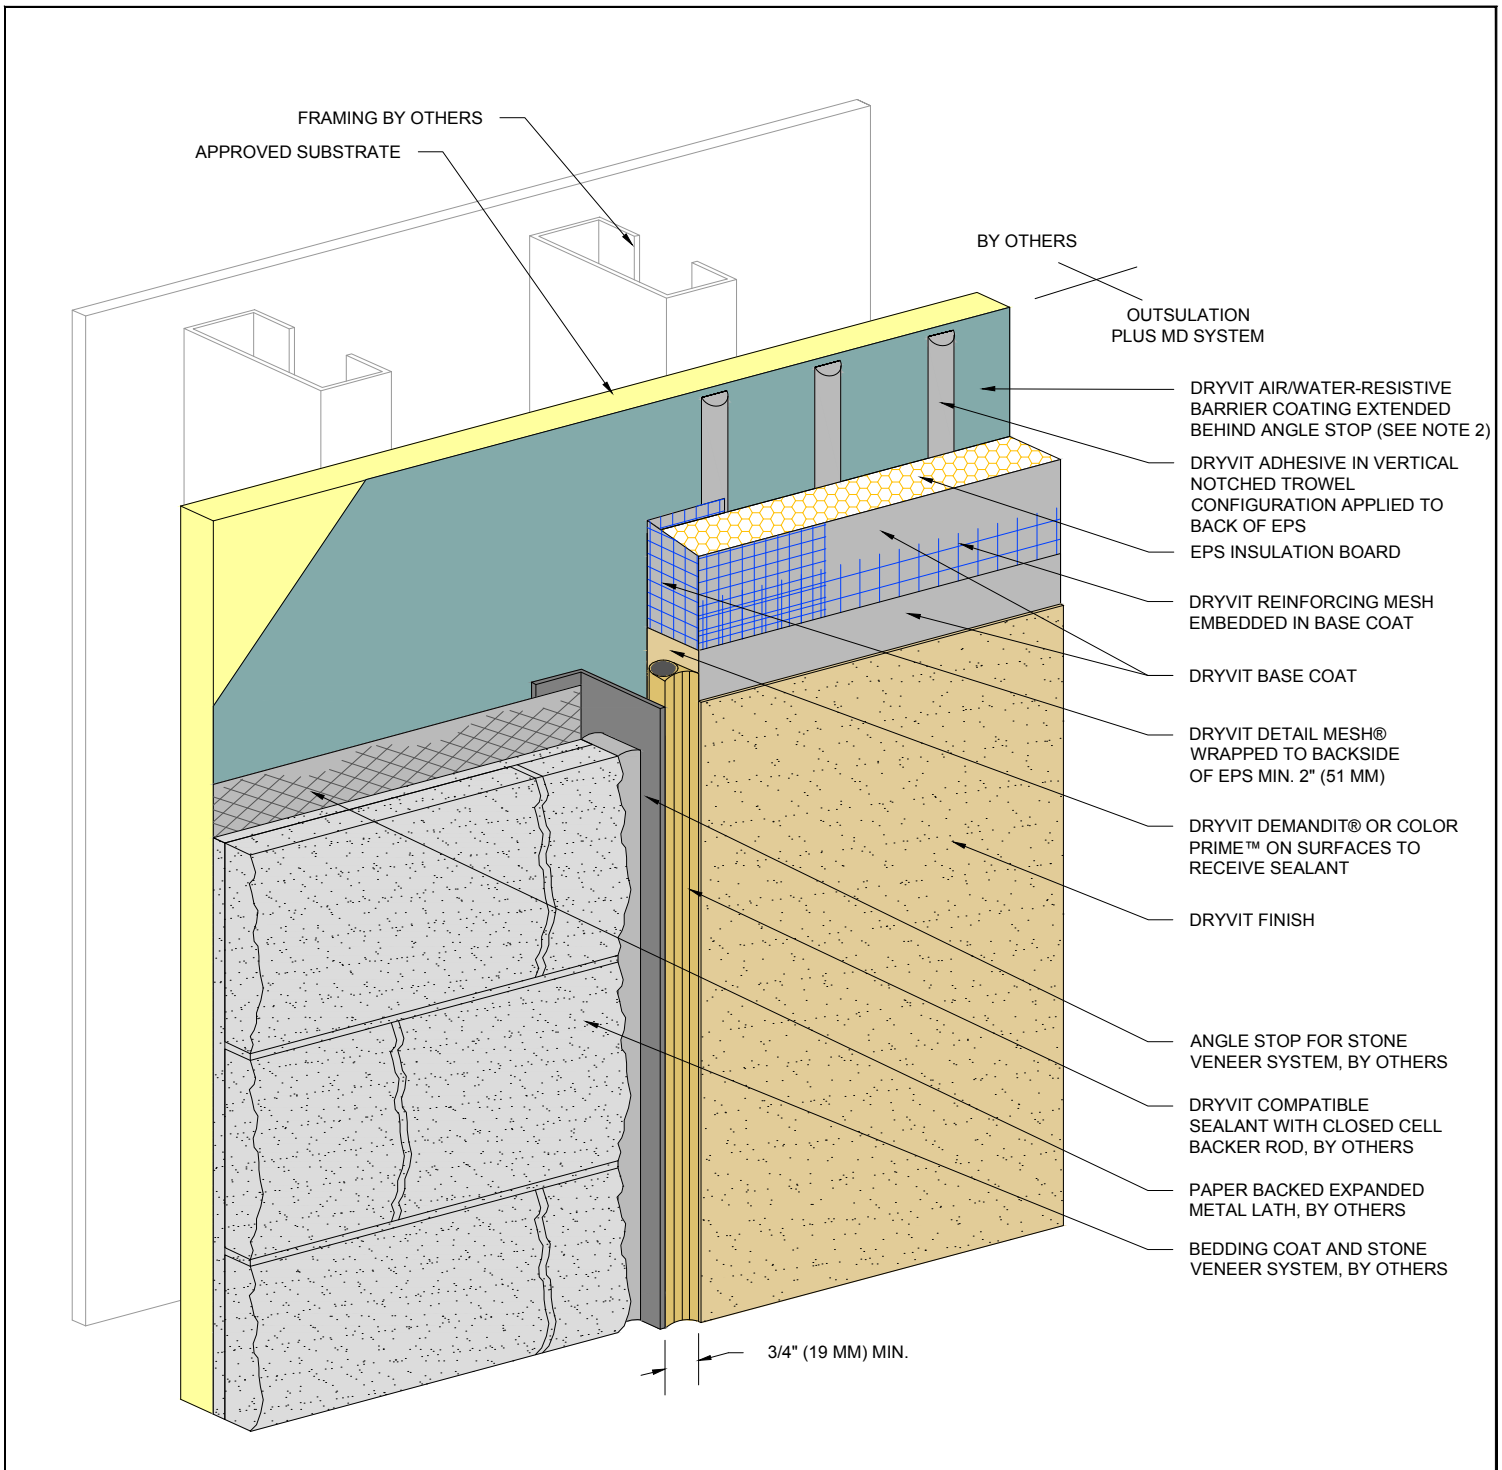 FRAMING BY OTHERS
APPROVED SUBSTRATE
BY OTHERS
OUTSULATION
PLUS MD SYSTEM
DRYVIT AIR/WATER-RESISTIVE
BARRIER COATING EXTENDED
BEHIND ANGLE STOP (SEE NOTE 2)
DRYVIT ADHESIVE IN VERTICAL
NOTCHED TROWEL
CONFIGURATION APPLIED TO
BACK OF EPS
EPS INSULATION BOARD
DRYVIT REINFORCING MESH
EMBEDDED IN BASE COAT
DRYVIT BASE COAT
DRYVIT DETAIL MESH®
WRAPPED TO BACKSIDE
OF EPS MIN. 2" (51 MM)
DRYVIT DEMANDIT® OR COLOR
PRIME™ ON SURFACES TO
RECEIVE SEALANT
DRYVIT FINISH
ANGLE STOP FOR STONE
VENEER SYSTEM, BY OTHERS
DRYVIT COMPATIBLE
SEALANT WITH CLOSED CELL
BACKER ROD, BY OTHERS
PAPER BACKED EXPANDED
METAL LATH, BY OTHERS
BEDDING COAT AND STONE
VENEER SYSTEM, BY OTHERS
3/4" (19 MM) MIN.